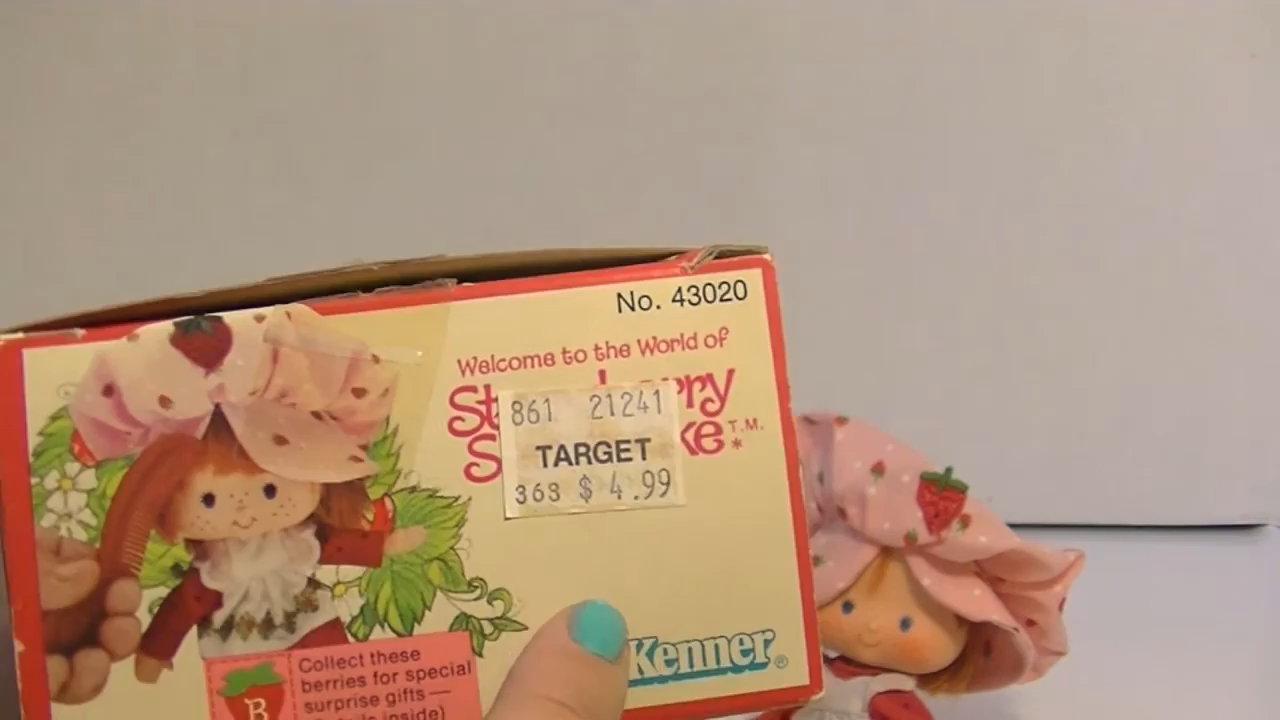 No. 43020
Welcome to the World of
861 21241
TARGET
363 $ 4.99
T.M.
*
Kenner®
Collect these
berries for special
surprise gifts —
inside)
B